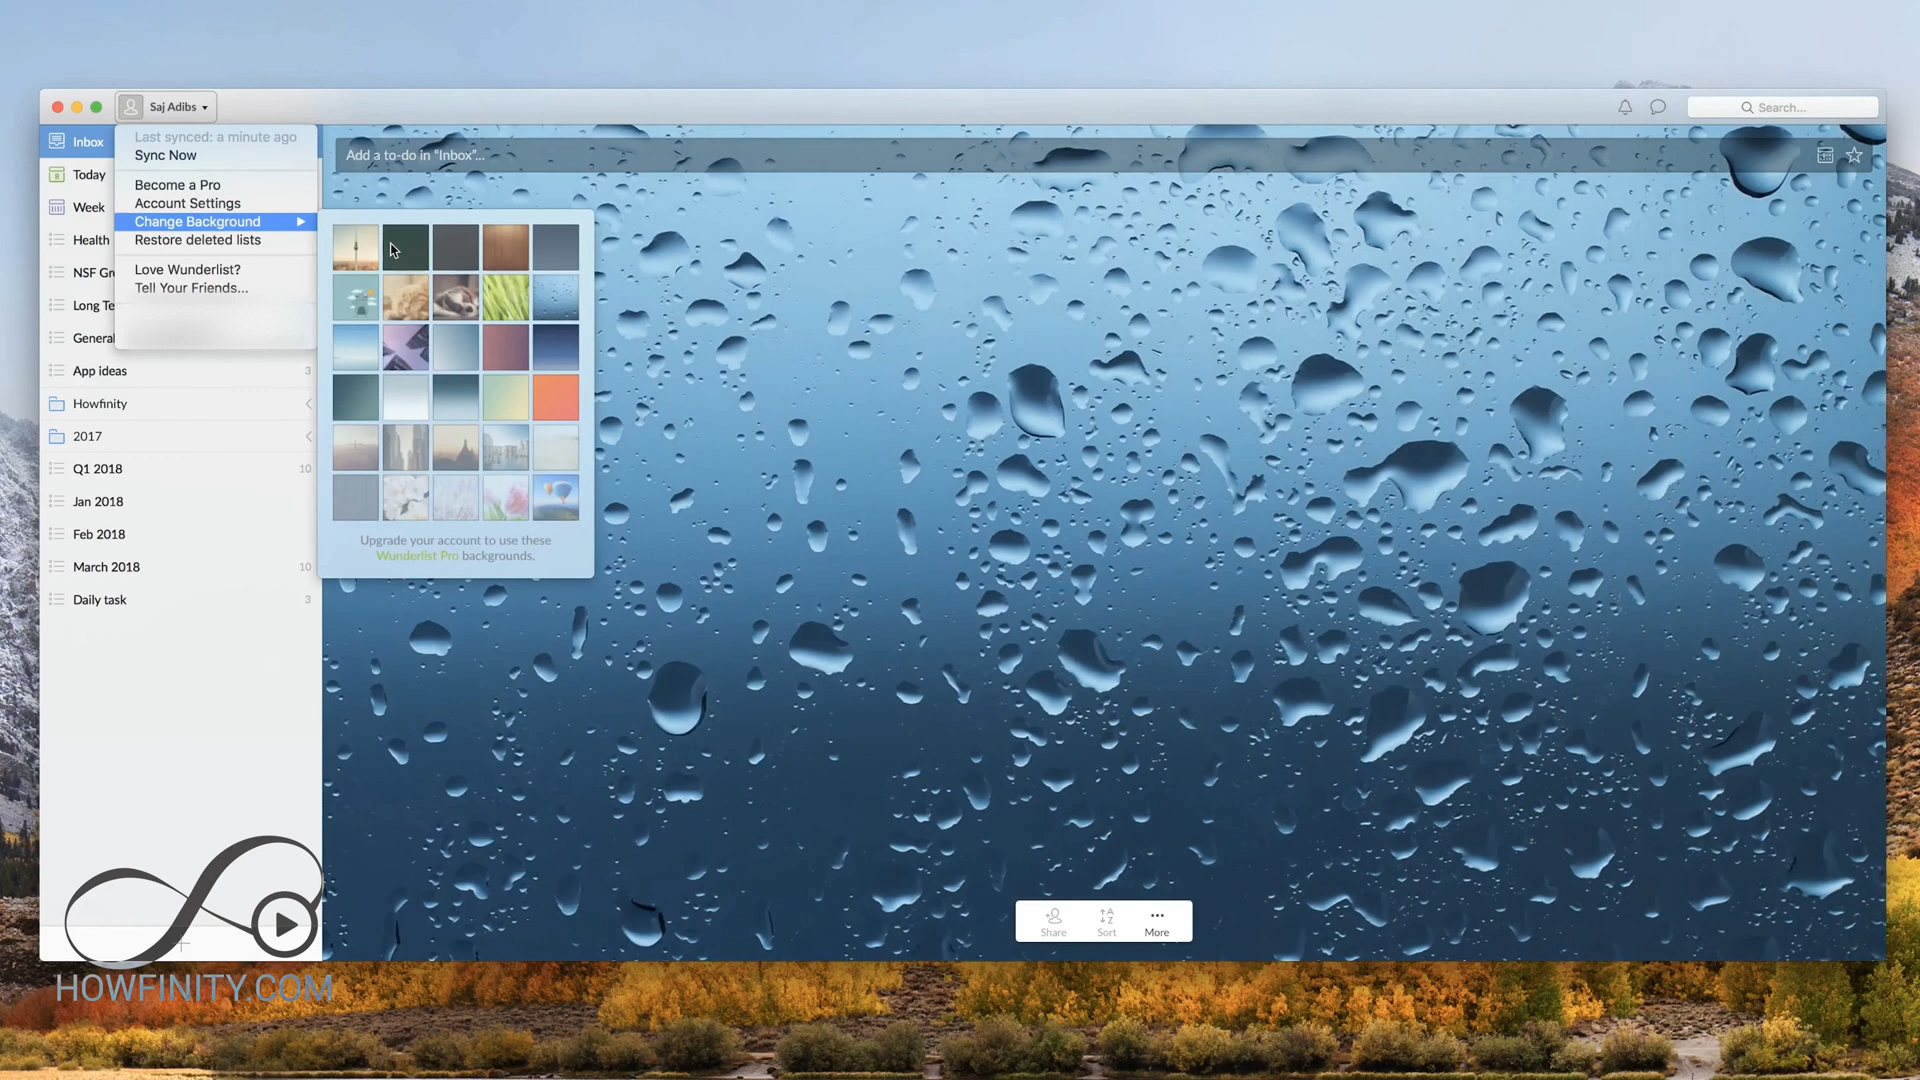 Saj Adibs
Search...
Last synced: a minute ago
Sync Now
Become a Pro
Account Settings
Change Background
Restore deleted lists
Love Wunderlist?
Tell Your Friends...
Inbox
Today
Week
Health
NSF Gr
Long Te
General
App ideas 3
Howfinity
2017
Q1 2018 10
Jan 2018
Feb 2018
March 2018 10
Daily task 3
Add a to-do in "Inbox"...
Upgrade your account to use these
Wunderlist Pro backgrounds.
Share
Sort
More
HOWFINITY.COM